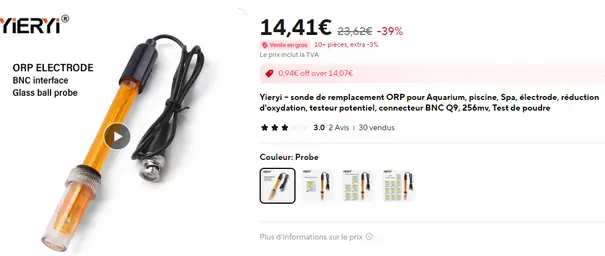 YiERYi
ORP ELECTRODE
BNC interface
Glass ball probe
14,41€ 23,62€ -39%
Vente en gros 10+ pièces, extra -3%
Le prix inclut la TVA
0,94€ off over 14,07€
Yieryi – sonde de remplacement ORP pour Aquarium, piscine, Spa, électrode, réduction
d'oxydation, testeur potentiel, connecteur BNC Q9, 256mv, Test de poudre
3.0 2 Avis 30 vendus
Couleur: Probe
Plus d'informations sur le prix